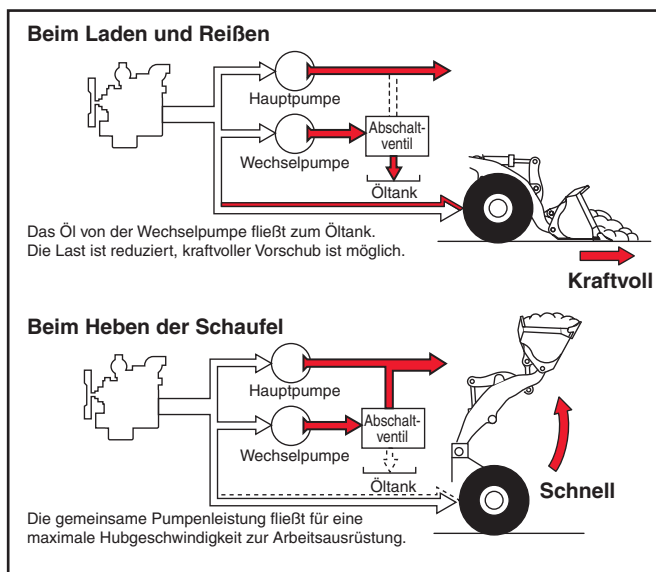 Beim Laden und Reißen
Hauptpumpe
Abschalt-
ventil
Wechselpumpe
Öltank
Das Öl von der Wechselpumpe fließt zum Öltank.
Die Last ist reduziert, kraftvoller Vorschub ist möglich.
Kraftvoll
Beim Heben der Schaufel
Hauptpumpe
Abschalt-
ventil
Wechselpumpe
Öltank
Schnell
Die gemeinsame Pumpenleistung fließt für eine
maximale Hubgeschwindigkeit zur Arbeitsausrüstung.